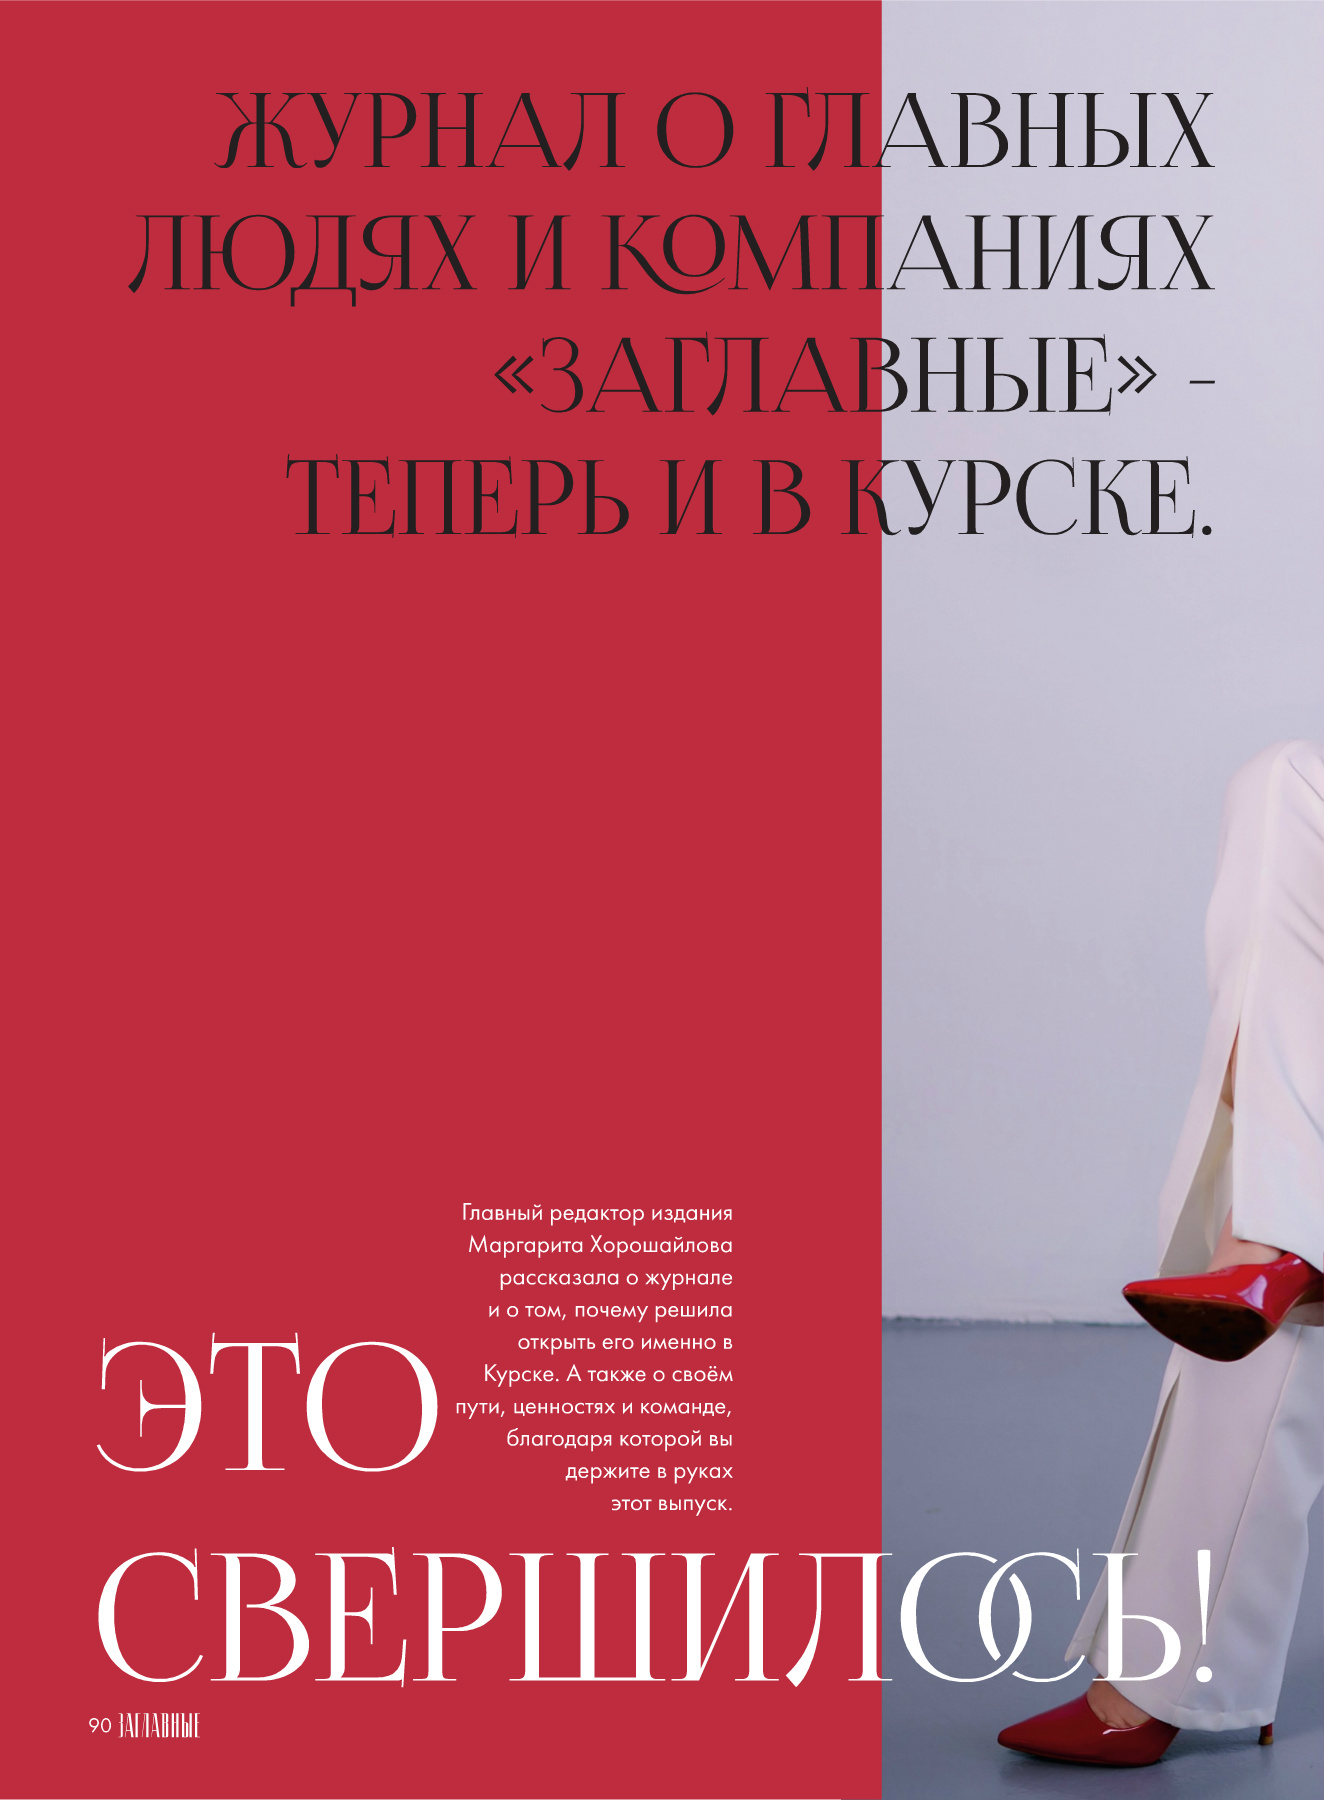 ЖУРНАЛ О ГЛАВНЫХ
ЛЮДЯХ И КОМПАНИЯХ
«ЗАГЛАВНЫЕ» –
ТЕПЕРЬ И В КУРСКЕ.
Главный редактор издания
Маргарита Хорошайлова
рассказала о журнале
и о том, почему решила
открыть его именно в
Курске. А также о своём
пути, ценностях и команде,
благодаря которой вы
держите в руках
этот выпуск.
ЭТО
СВЕРШИЛОСЬ!
90 ЗАГЛАВНЫЕ